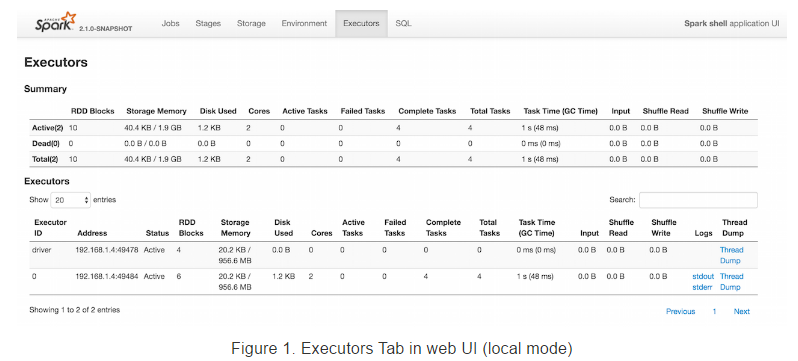 APACHE
Spark 2.1.0-SNAPSHOT Jobs Stages Storage Environment Executors SQL Spark shell application UI
Executors
Summary
RDD Blocks Storage Memory Disk Used Cores Active Tasks Failed Tasks Complete Tasks Total Tasks Task Time (GC Time) Input Shuffle Read Shuffle Write
Active(2) 10 40.4 KB / 1.9 GB 1.2 KB 2 0 0 4 4 1 s (48 ms) 0.0 B 0.0 B 0.0 B
Dead(0) 0 0.0 B / 0.0 B 0.0 B 0 0 0 0 0 0 ms (0 ms) 0.0 B 0.0 B 0.0 B
Total(2) 10 40.4 KB / 1.9 GB 1.2 KB 2 0 0 4 4 1 s (48 ms) 0.0 B 0.0 B 0.0 B
Executors
Show 20 entries Search:
Executor RDD Storage Disk Active Failed Complete Total Task Time Shuffle Shuffle Thread
ID Address Status Blocks Memory Used Cores Tasks Tasks Tasks Tasks (GC Time) Input Read Write Logs Dump
driver 192.168.1.4:49478 Active 4 20.2 KB / 0.0 B 0 0 0 0 0 0 ms (0 ms) 0.0 B 0.0 B 0.0 B Thread
956.6 MB Dump
0 192.168.1.4:49484 Active 6 20.2 KB / 1.2 KB 2 0 0 4 4 1 s (48 ms) 0.0 B 0.0 B 0.0 B stdout Thread
956.6 MB stderr Dump
Showing 1 to 2 of 2 entries Previous 1 Next
Figure 1. Executors Tab in web UI (local mode)